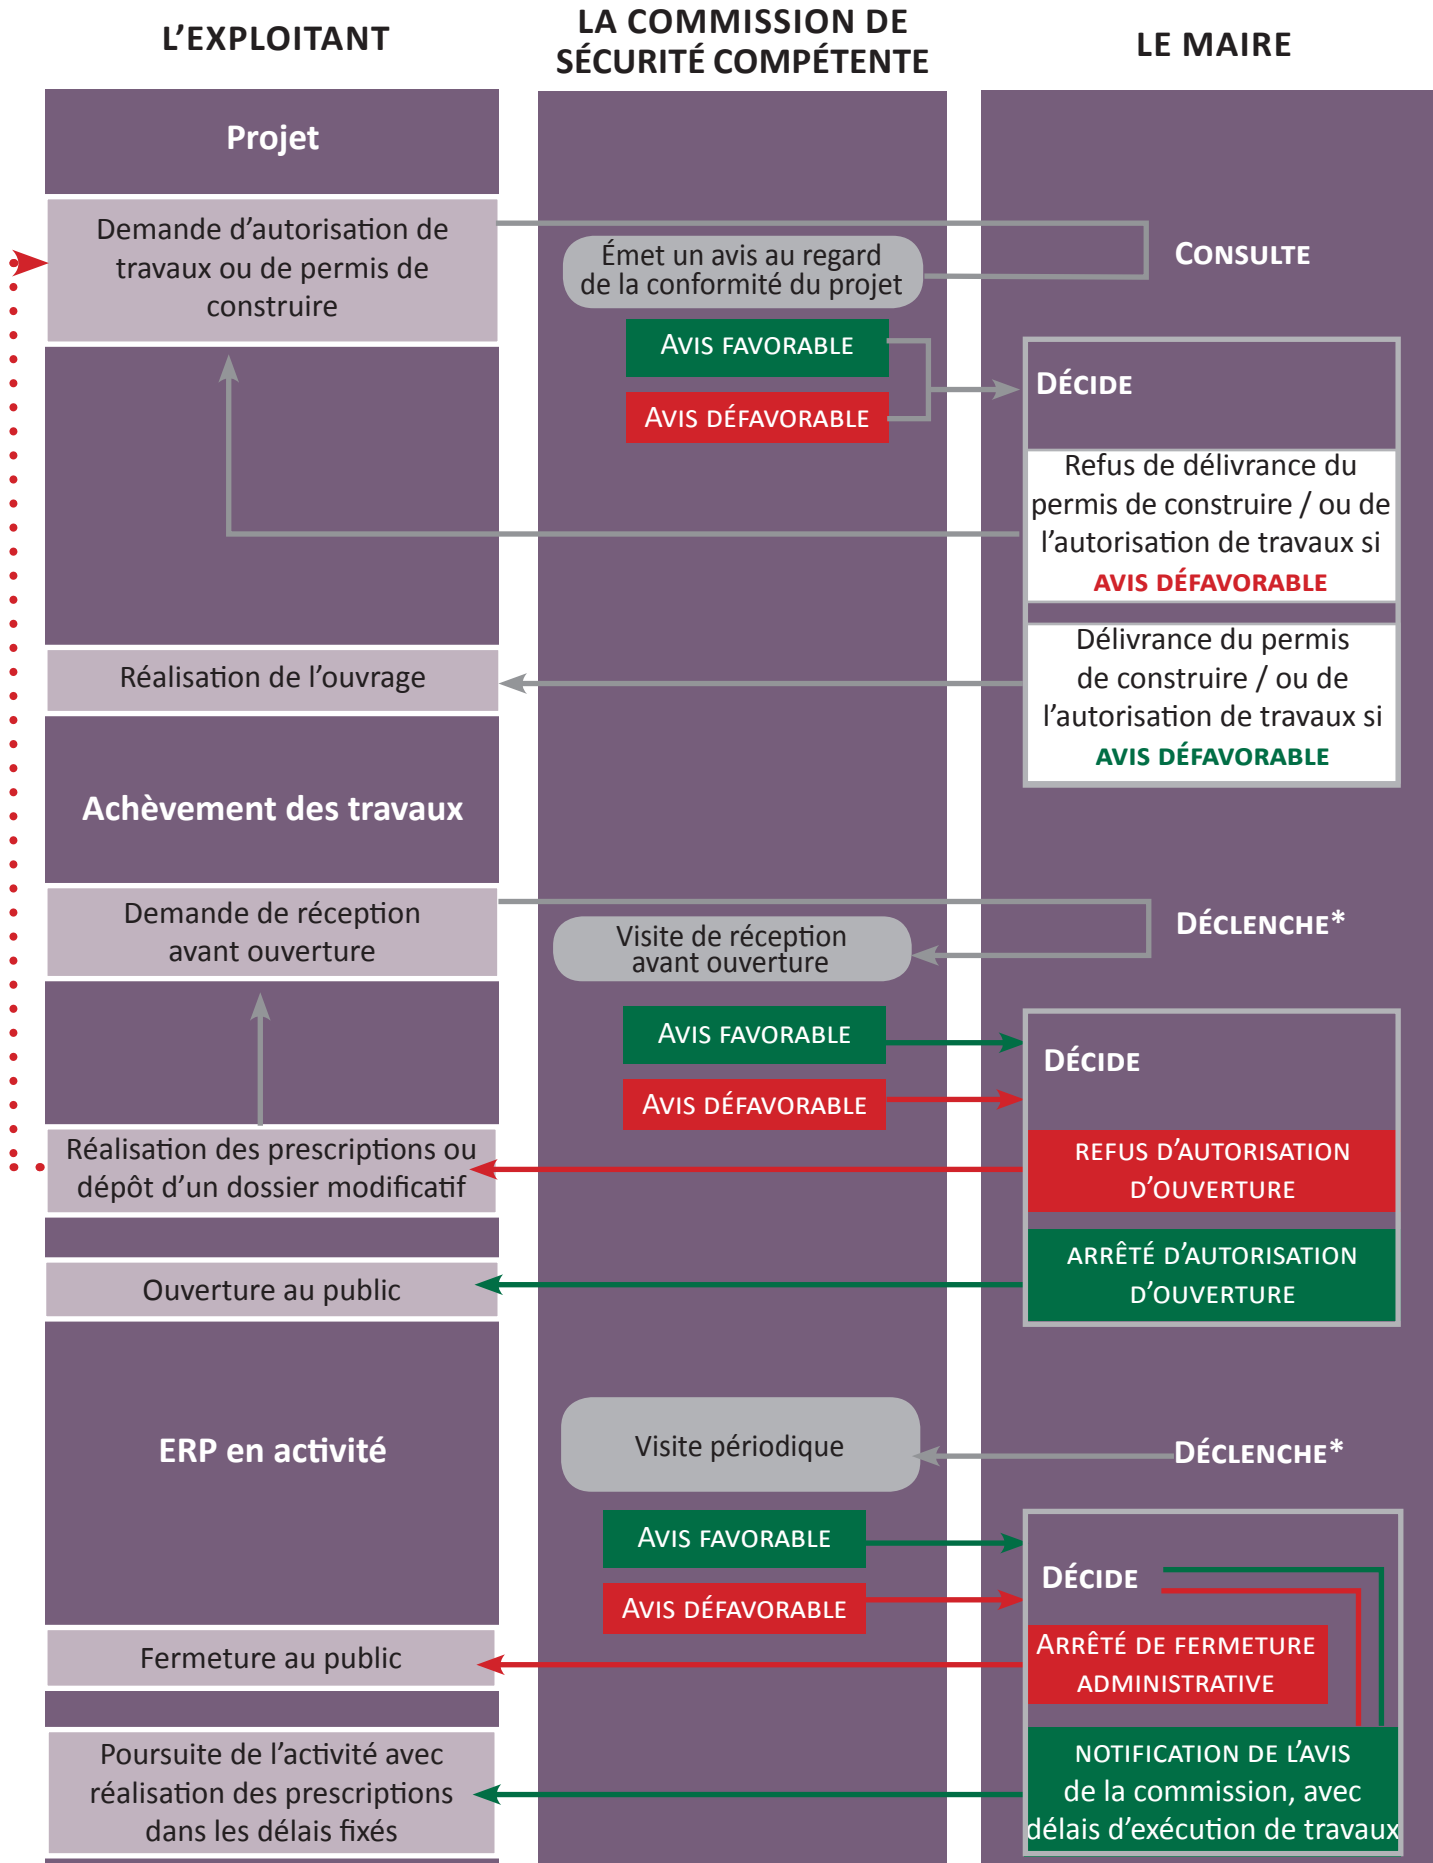 L’EXPLOITANT
LA COMMISSION DE
SÉCURITÉ COMPÉTENTE
LE MAIRE
Projet
Demande d’autorisation de
travaux ou de permis de
construire
Émet un avis au regard
de la conformité du projet
CONSULTE
AVIS FAVORABLE
AVIS DÉFAVORABLE
DÉCIDE
Refus de délivrance du
permis de construire / ou de
l’autorisation de travaux si
AVIS DÉFAVORABLE
Réalisation de l’ouvrage
Délivrance du permis
de construire / ou de
l’autorisation de travaux si
AVIS DÉFAVORABLE
Achèvement des travaux
Demande de réception
avant ouverture
Visite de réception
avant ouverture
DÉCLENCHE*
AVIS FAVORABLE
AVIS DÉFAVORABLE
DÉCIDE
Réalisation des prescriptions ou
dépôt d’un dossier modificatif
REFUS D’AUTORISATION
D’OUVERTURE
Ouverture au public
ARRÊTÉ D’AUTORISATION
D’OUVERTURE
ERP en activité
Visite périodique
DÉCLENCHE*
AVIS FAVORABLE
AVIS DÉFAVORABLE
DÉCIDE
Fermeture au public
ARRÊTÉ DE FERMETURE
ADMINISTRATIVE
Poursuite de l’activité avec
réalisation des prescriptions
dans les délais fixés
NOTIFICATION DE L’AVIS
de la commission, avec
délais d’exécution de travaux